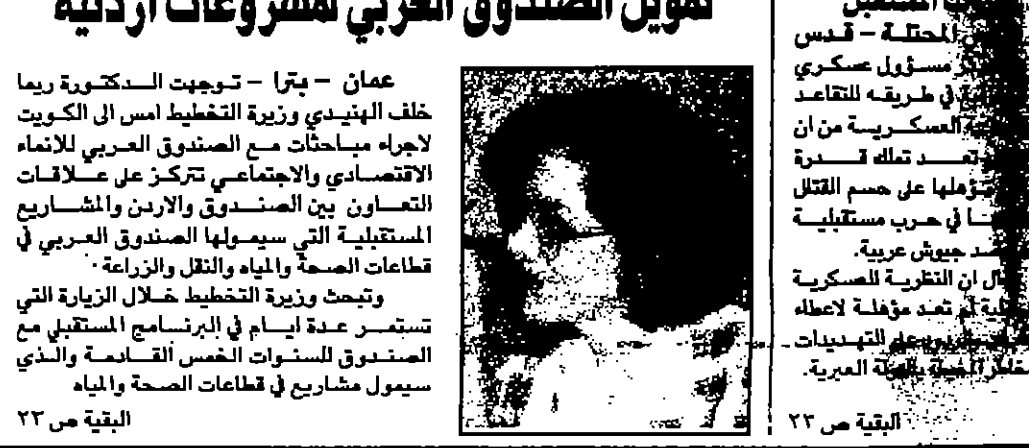 المستقبل
المحتلة – قدس
مسؤول عسكري
في طريقه للتقاعد
العسكرية من ان
تعد تملك قدرة
تؤهلها على حسم القتال
في حرب مستقبلية
ضد جيوش عربية.
ان النظرية العسكرية
تعد مؤهلة لاعطاء
على التهديدات
العبرية.
البقية ص ٢٣
تمويل الصندوق العربي لمشروعات اردنية
عمان – بترا – توجهت الدكتورة ريما
خلف الهنيدي وزيرة التخطيط امس الى الكويت
لاجراء مباحثات مع الصندوق العربي للانماء
الاقتصادي والاجتماعي تتركز على علاقات
التعاون بين الصندوق والاردن والمشاريع
المستقبلية التي سيمولها الصندوق العربي في
قطاعات الصحة والمياه والنقل والزراعة.
وتبحث وزيرة التخطيط خلال الزيارة التي
تستمر عدة ايام في البرنامج المستقبلي مع
الصندوق للسنوات الخمس القادمة والذي
سيمول مشاريع في قطاعات الصحة والمياه
البقية ص ٢٣